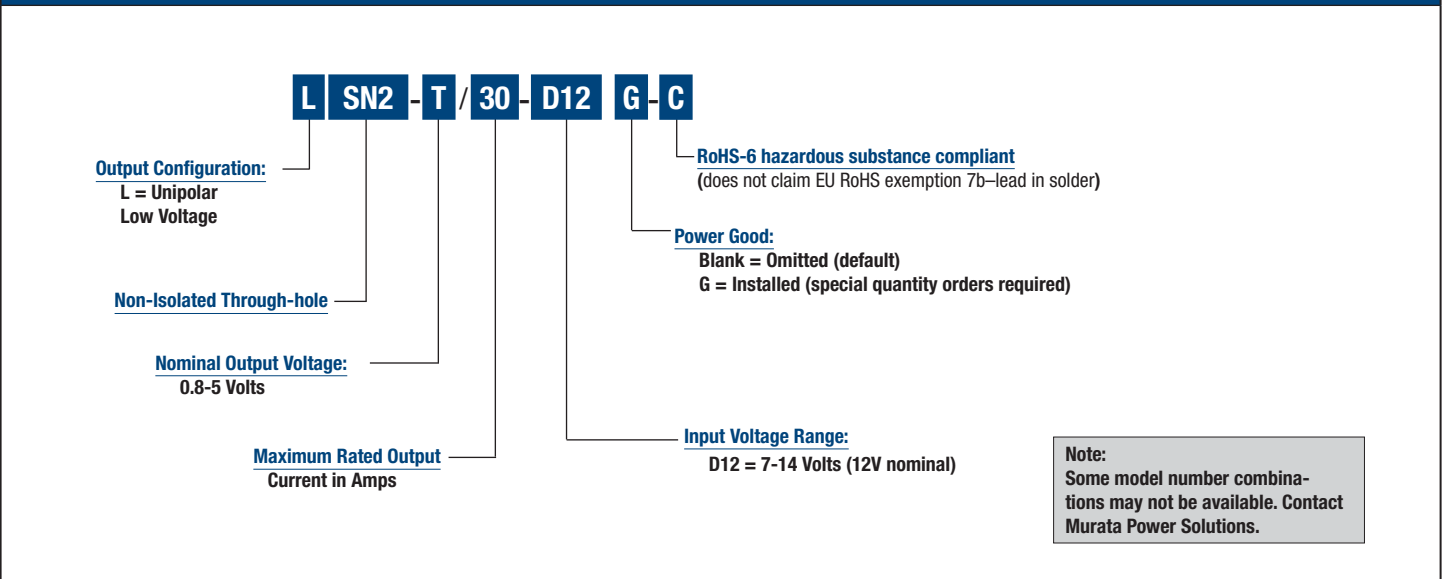 L SN2 - T / 30 - D12 G - C
RoHS-6 hazardous substance compliant
(does not claim EU RoHS exemption 7b–lead in solder)
Output Configuration:
L = Unipolar
Low Voltage
Power Good:
Blank = Omitted (default)
G = Installed (special quantity orders required)
Non-Isolated Through-hole
Nominal Output Voltage:
0.8-5 Volts
Input Voltage Range:
D12 = 7-14 Volts (12V nominal)
Maximum Rated Output
Current in Amps
Note:
Some model number combina-
tions may not be available. Contact
Murata Power Solutions.